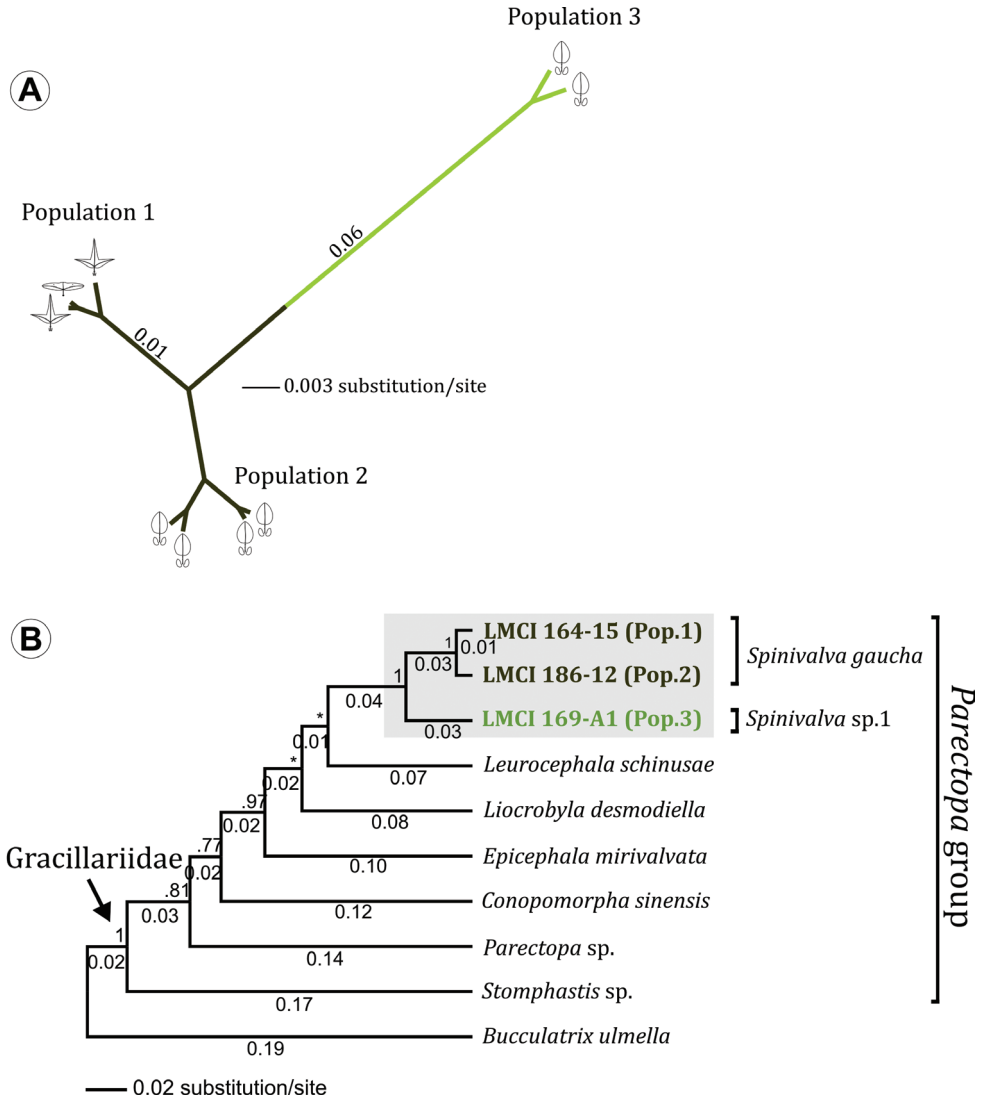 A
Population 3
Population 1
0.06
0.01
0.003 substitution/site
Population 2
B
LMCI 164-15 (Pop.1)
1
0.01
0.03
LMCI 186-12 (Pop.2)
Spinivalva gaucha
1
0.04
LMCI 169-A1 (Pop.3)
Spinivalva sp.1
0.03
*
0.01
Leurocephala schinusae
0.07
*
0.02
Liocrobyla desmodiella
0.08
.97
0.02
Epicephala mirivalvata
0.10
.77
0.02
Conopomorpha sinensis
0.12
Gracillariidae
.81
0.03
Parectopa sp.
0.14
1
0.02
Stomphastis sp.
0.17
Bucculatrix ulmella
0.19
Parectopa group
0.02 substitution/site